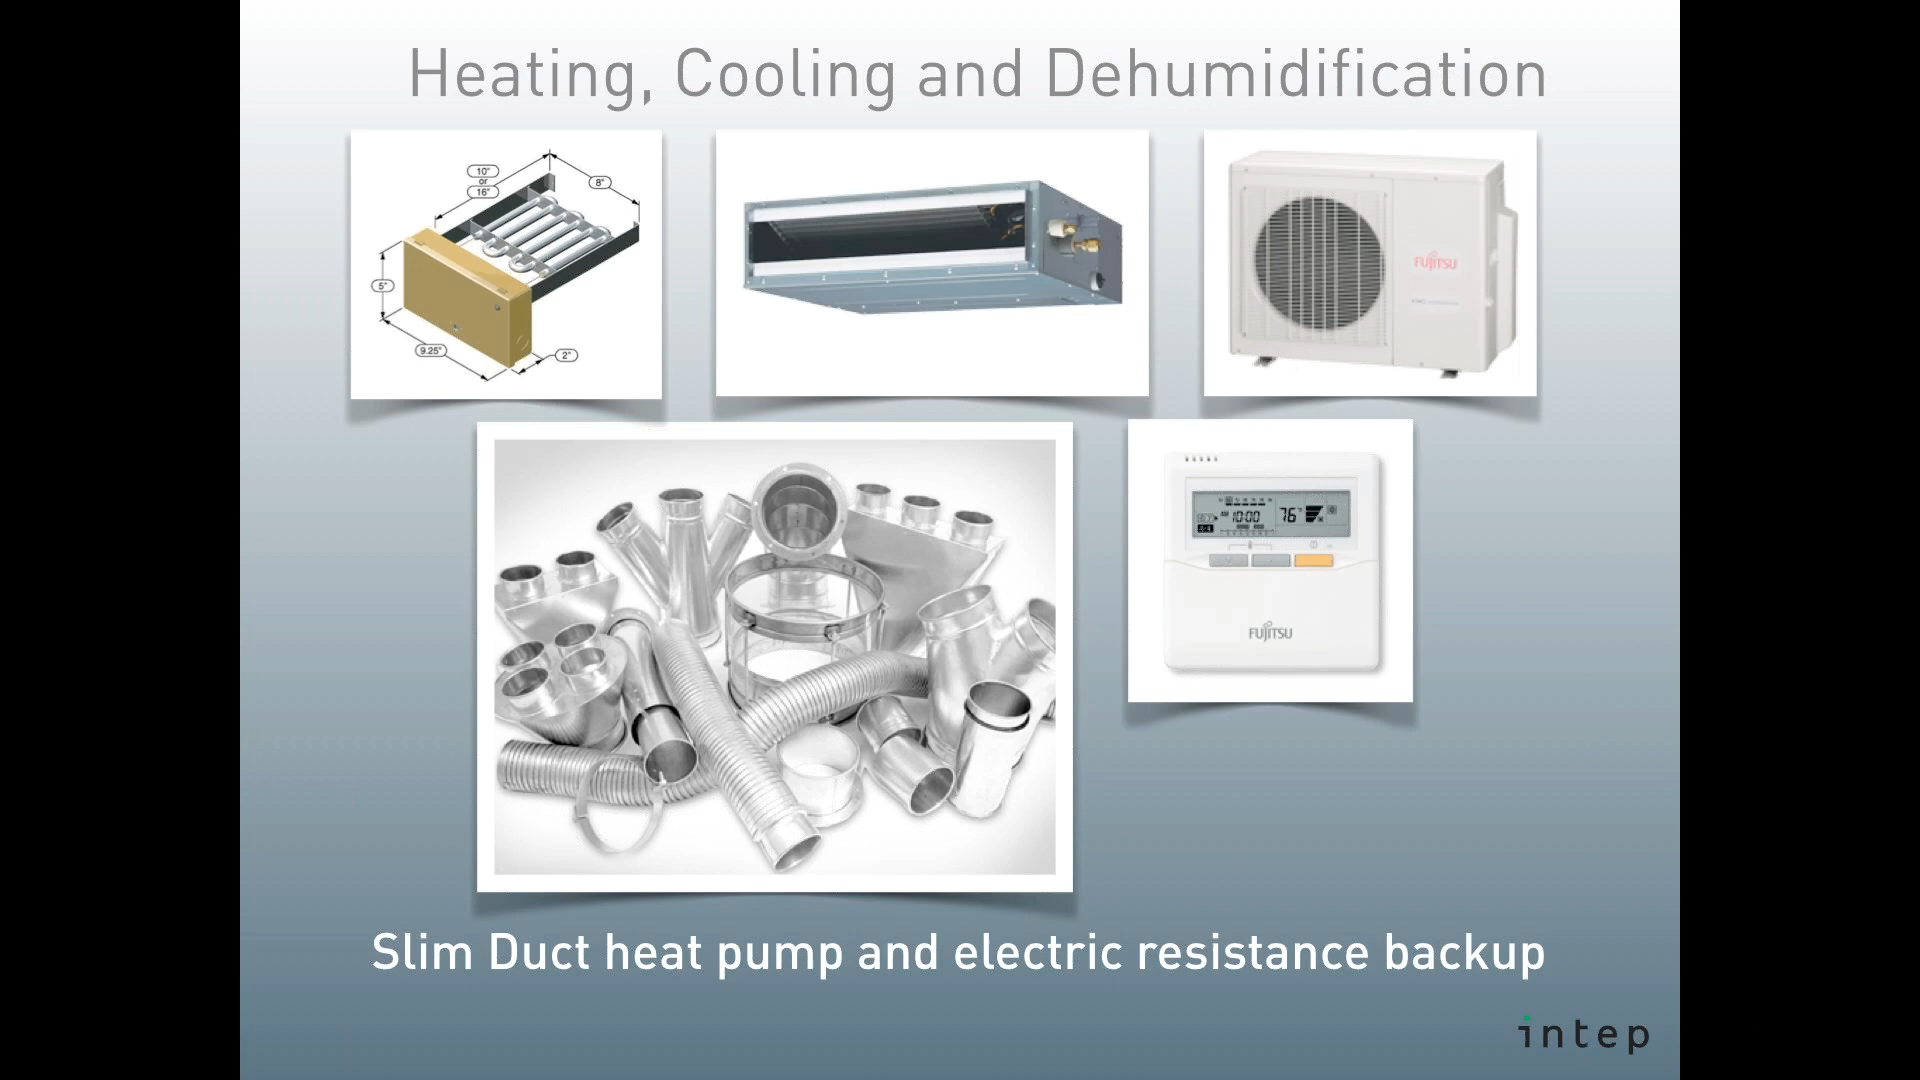 Heating, Cooling and Dehumidification
10"
or
16"
8"
5"
9.25"
2"
FUJITSU
10:00
76
FUJITSU
Slim Duct heat pump and electric resistance backup
intep